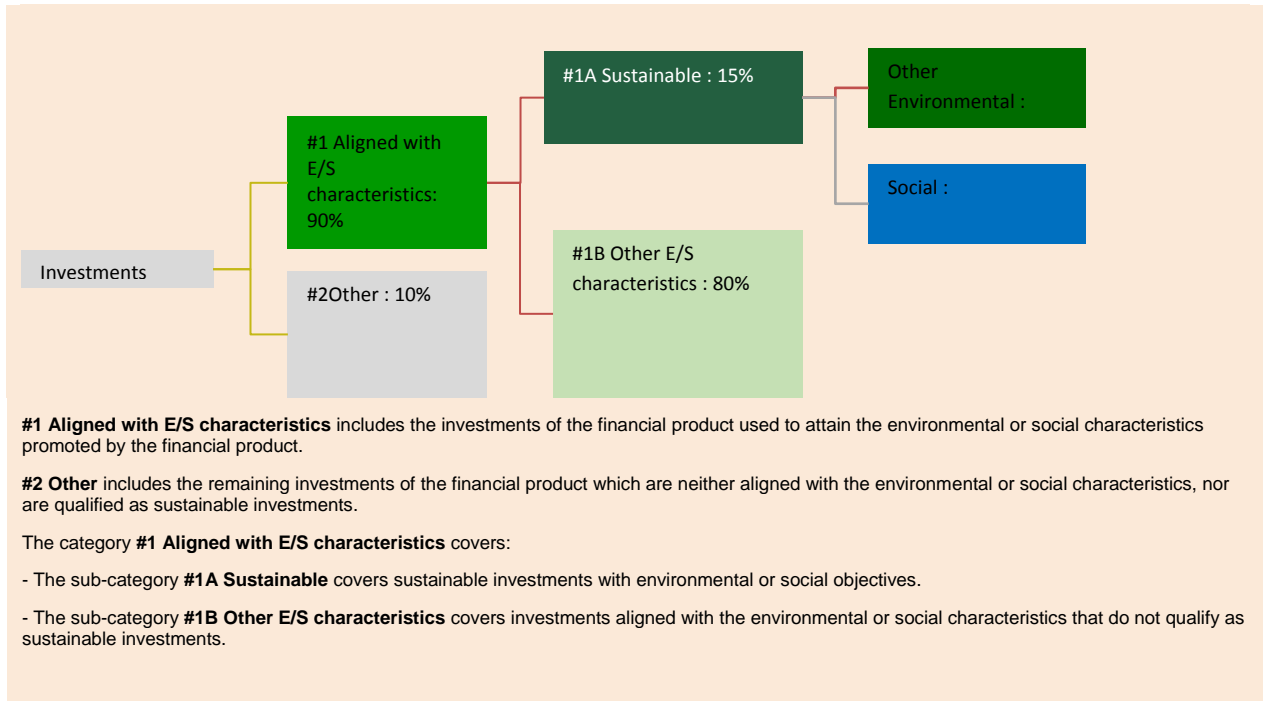 #1A Sustainable : 15%
Other
Environmental :
#1 Aligned with
E/S
characteristics:
90%
Social :
#1B Other E/S
characteristics : 80%
Investments
#2Other : 10%
#1 Aligned with E/S characteristics includes the investments of the financial product used to attain the environmental or social characteristics
promoted by the financial product.
#2 Other includes the remaining investments of the financial product which are neither aligned with the environmental or social characteristics, nor
are qualified as sustainable investments.
The category #1 Aligned with E/S characteristics covers:
- The sub-category #1A Sustainable covers sustainable investments with environmental or social objectives.
- The sub-category #1B Other E/S characteristics covers investments aligned with the environmental or social characteristics that do not qualify as
sustainable investments.